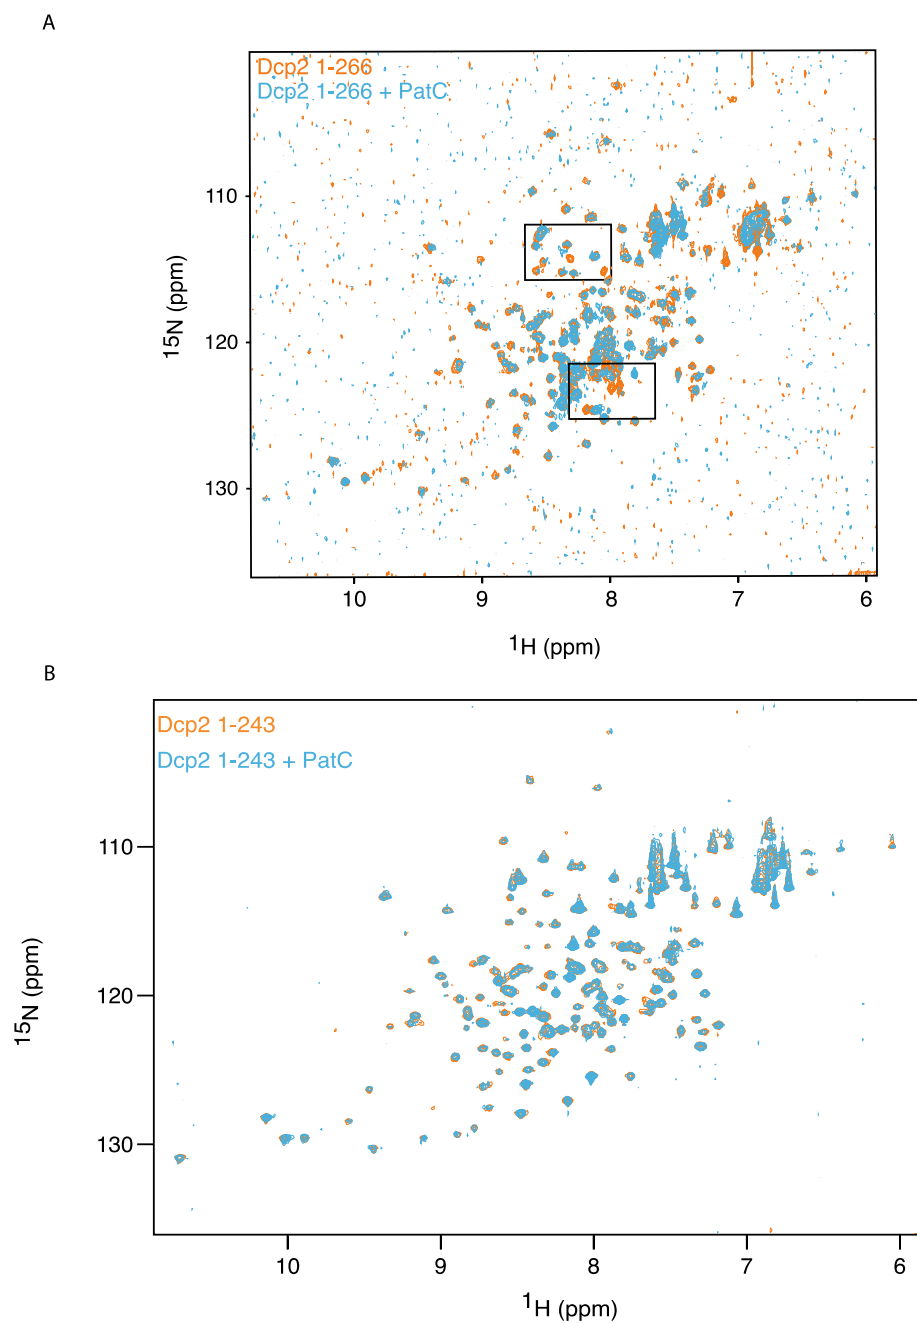 A
Dcp2 1-266
Dcp2 1-266 + PatC
110
120
130
15N (ppm)
10 9 8 7 6
1H (ppm)
B
Dcp2 1-243
Dcp2 1-243 + PatC
110
120
130
15N (ppm)
10 9 8 7 6
1H (ppm)